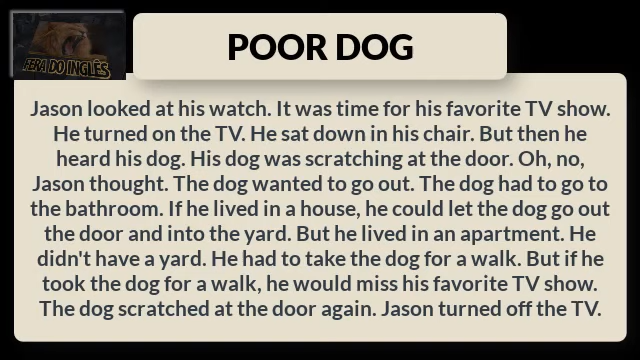 FERA DO INGLÊS
POOR DOG
Jason looked at his watch. It was time for his favorite TV show.
He turned on the TV. He sat down in his chair. But then he
heard his dog. His dog was scratching at the door. Oh, no,
Jason thought. The dog wanted to go out. The dog had to go to
the bathroom. If he lived in a house, he could let the dog go out
the door and into the yard. But he lived in an apartment. He
didn't have a yard. He had to take the dog for a walk. But if he
took the dog for a walk, he would miss his favorite TV show.
The dog scratched at the door again. Jason turned off the TV.